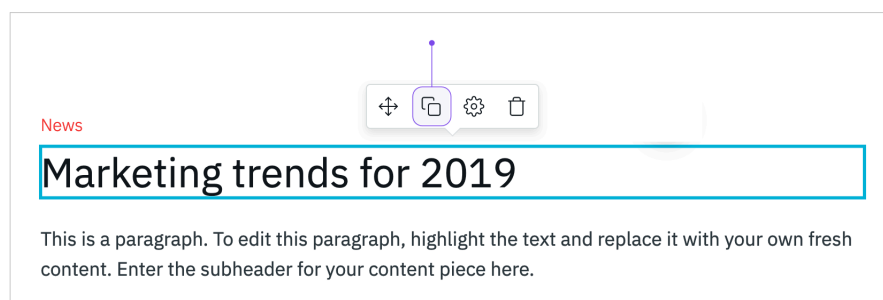 News
Marketing trends for 2019
This is a paragraph. To edit this paragraph, highlight the text and replace it with your own fresh
content. Enter the subheader for your content piece here.